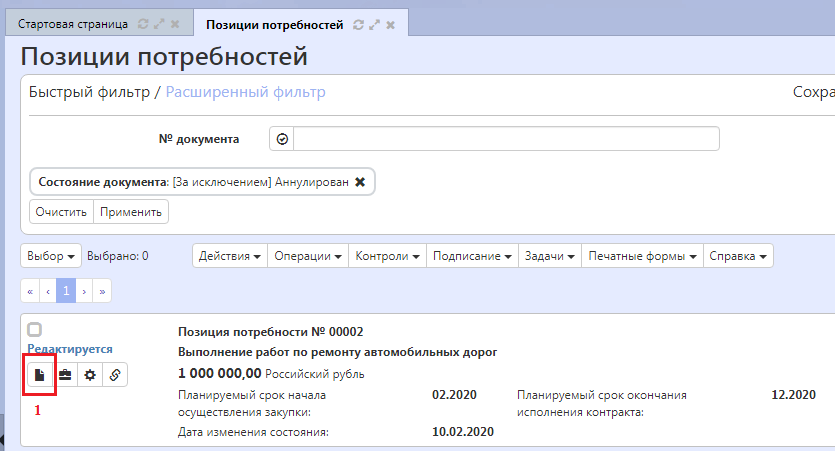 Стартовая страница
Позиции потребностей
Позиции потребностей
Быстрый фильтр / Расширенный фильтр
Сохра
№ документа
Состояние документа: [За исключением] Аннулирован ✖
Очистить Применить
Выбор Выбрано: 0 Действия Операции Контроли Подписание Задачи Печатные формы Справка
« ‹ 1 › »
Позиция потребности № 00002
Редактируется
Выполнение работ по ремонту автомобильных дорог
1 000 000,00 Российский рубль
Планируемый срок начала осуществления закупки: 02.2020
Планируемый срок окончания исполнения контракта: 12.2020
1
Дата изменения состояния: 10.02.2020